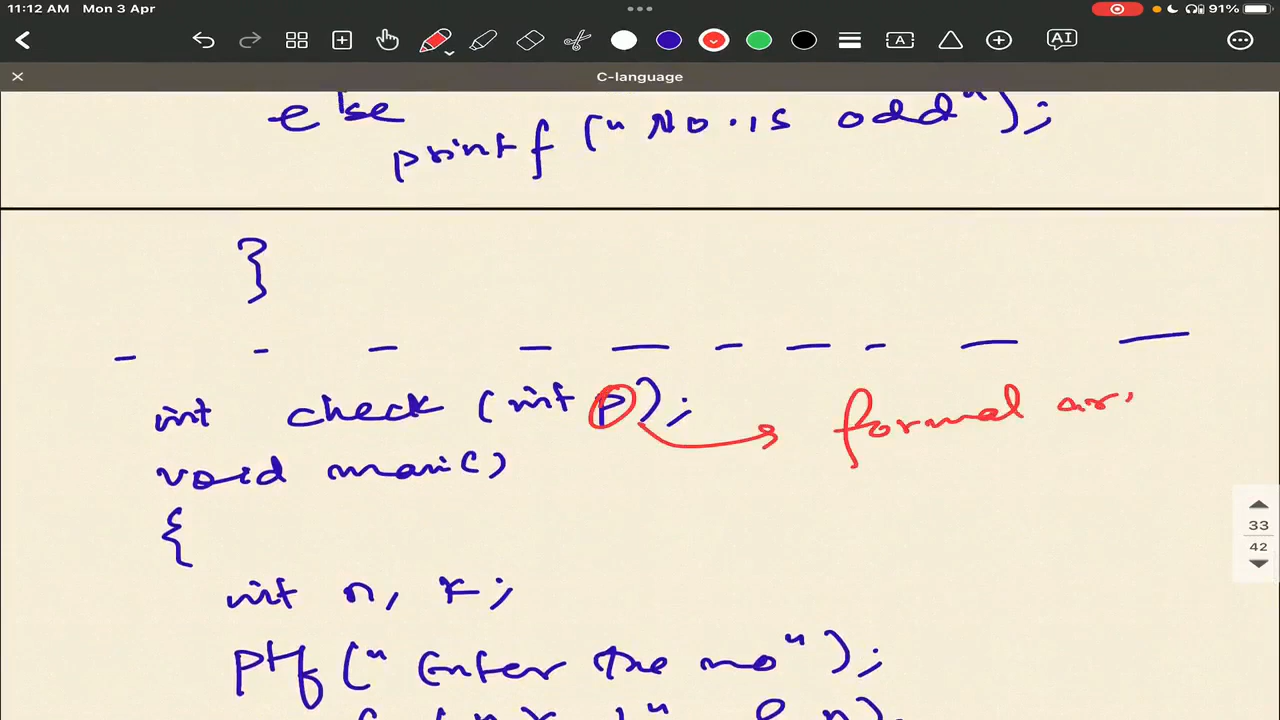 11:12 AM Mon 3 Apr
91%
C-language
else
printf ("No. is odd");
}
int check (int p);
formal ar
void main()
{
int n, k;
ptf ("Enter the no");
33
42